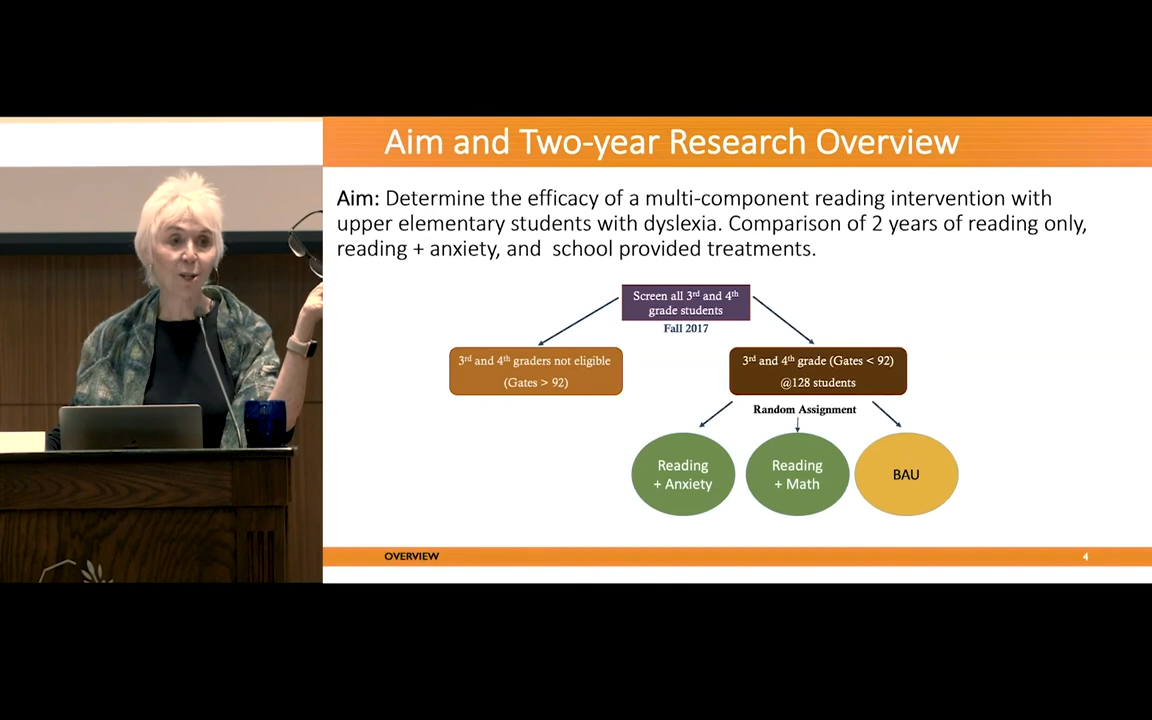 Aim and Two-year Research Overview
Aim: Determine the efficacy of a multi-component reading intervention with
upper elementary students with dyslexia. Comparison of 2 years of reading only,
reading + anxiety, and  school provided treatments.
Screen all 3rd and 4th
grade students
Fall 2017
3rd and 4th graders not eligible
(Gates > 92)
3rd and 4th grade (Gates < 92)
@128 students
Random Assignment
Reading
+ Anxiety
Reading
+ Math
BAU
OVERVIEW
4